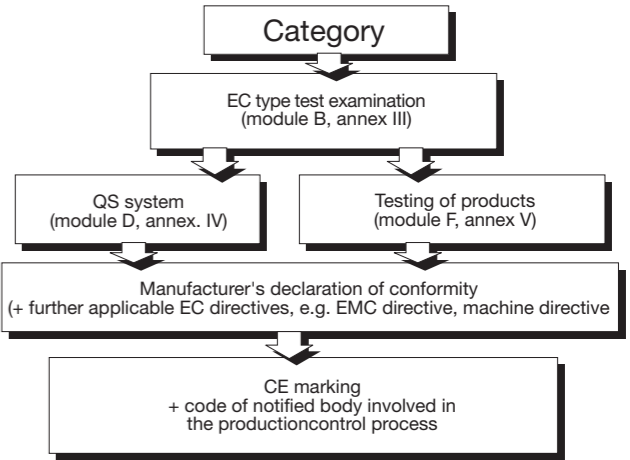 Category
EC type test examination
(module B, annex III)
QS system
(module D, annex. IV)
Testing of products
(module F, annex V)
Manufacturer's declaration of conformity
(+ further applicable EC directives, e.g. EMC directive, machine directive
CE marking
+ code of notified body involved in
the productioncontrol process